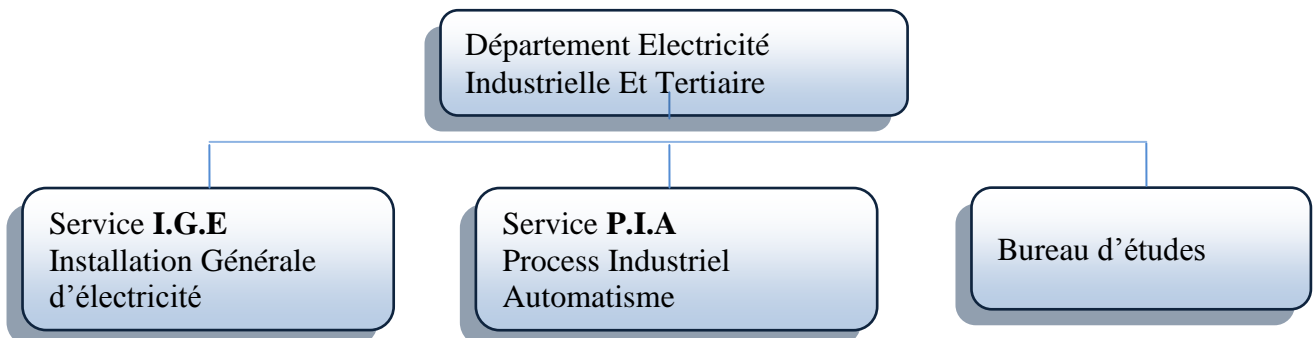 Département Electricité
Industrielle Et Tertiaire
Service I.G.E
Installation Générale
d’électricité
Service P.I.A
Process Industriel
Automatisme
Bureau d’études